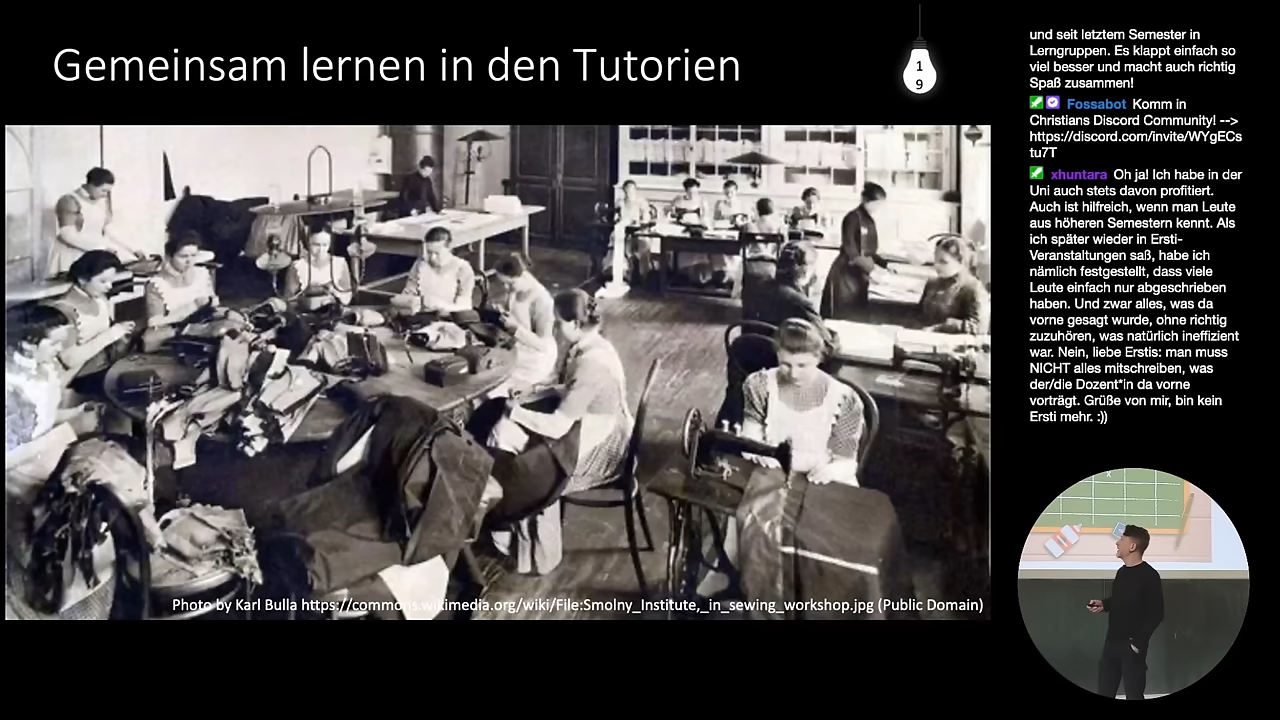 Gemeinsam lernen in den Tutorien
1
9
Photo by Karl Bulla https://commons.wikimedia.org/wiki/File:Smolny_Institute,_in_sewing_workshop.jpg (Public Domain)
und seit letztem Semester in
Lerngruppen. Es klappt einfach so
viel besser und macht auch richtig
Spaß zusammen!
Fossabot Komm in
Christians Discord Community! -->
https://discord.com/invite/WYgECs
tu7T
xhuntara Oh ja! Ich habe in der
Uni auch stets davon profitiert.
Auch ist hilfreich, wenn man Leute
aus höheren Semestern kennt. Als
ich später wieder in Ersti-
Veranstaltungen saß, habe ich
nämlich festgestellt, dass viele
Leute einfach nur abgeschrieben
haben. Und zwar alles, was da
vorne gesagt wurde, ohne richtig
zuzuhören, was natürlich ineffizient
war. Nein, liebe Erstis: man muss
NICHT alles mitschreiben, was
der/die Dozent*in da vorne
vorträgt. Grüße von mir, bin kein
Ersti mehr. :))